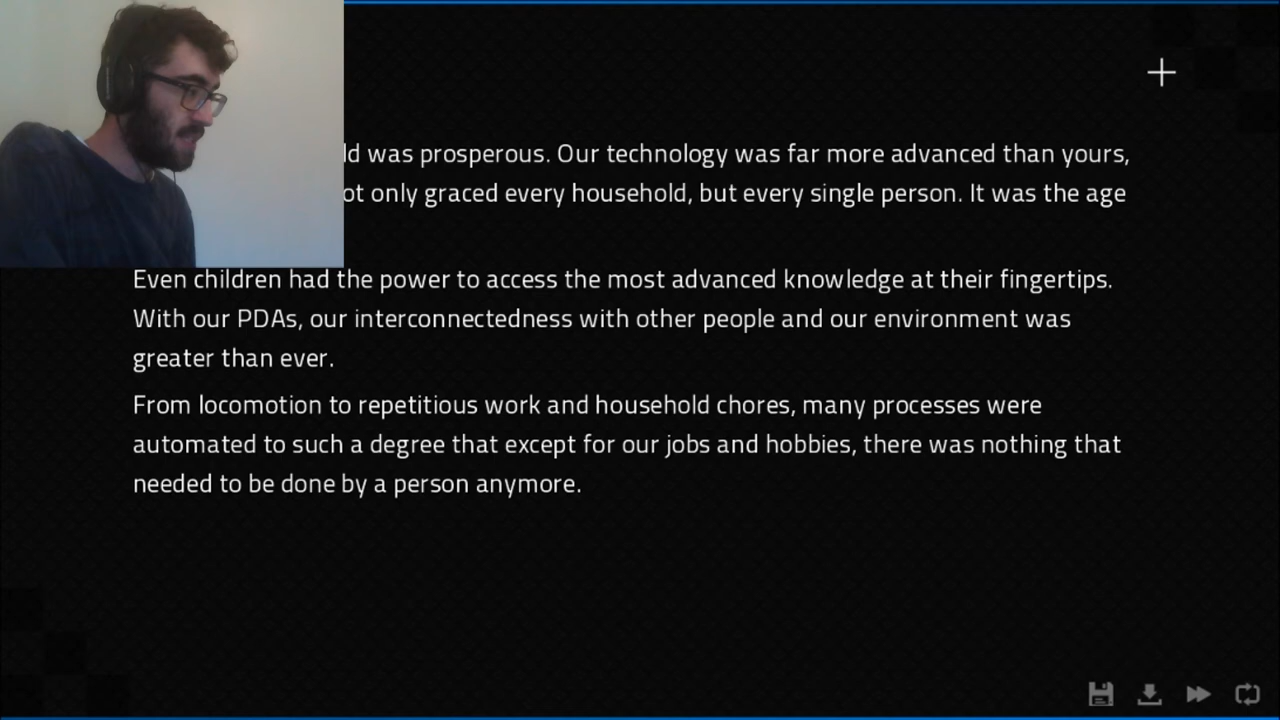 was prosperous. Our technology was far more advanced than yours,
only graced every household, but every single person. It was the age
Even children had the power to access the most advanced knowledge at their fingertips.
With our PDAs, our interconnectedness with other people and our environment was
greater than ever.
From locomotion to repetitious work and household chores, many processes were
automated to such a degree that except for our jobs and hobbies, there was nothing that
needed to be done by a person anymore.